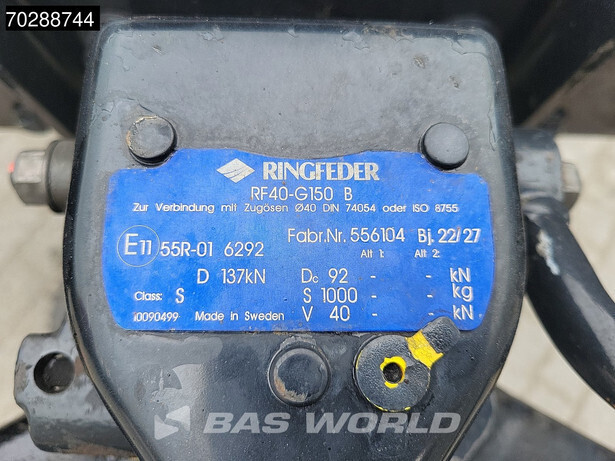 70288744
RINGFEDER
RF40-G150 B
Zur Verbindung mit Zugösen Ø40 DIN 74054 oder ISO 8755
E11 55R-01 6292 Fabr.Nr. 556104 Bj. 22/27
Alt 1: Alt 2:
D 137kN Dc 92 - - kN
Class: S S 1000 - - kg
10090499 Made in Sweden V 40 - - kN
BAS WORLD